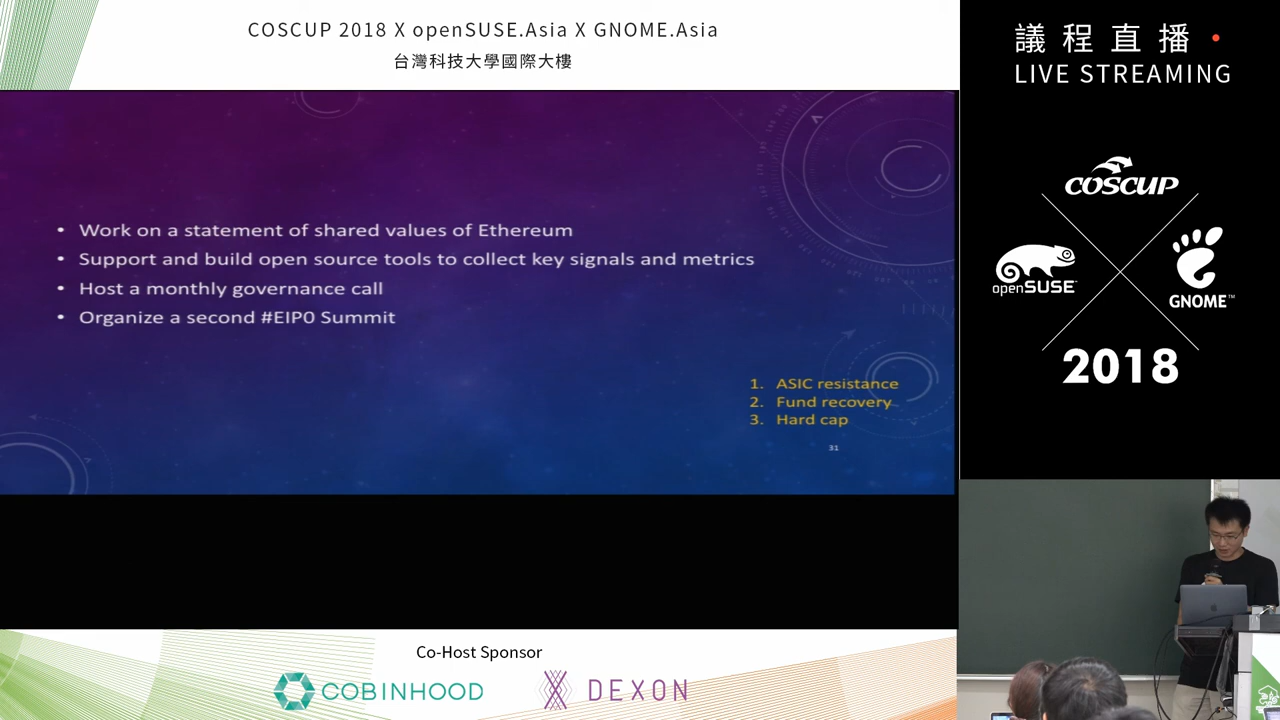 COSCUP 2018 X openSUSE.Asia X GNOME.Asia
台灣科技大學國際大樓
• Work on a statement of shared values of Ethereum
• Support and build open source tools to collect key signals and metrics
• Host a monthly governance call
• Organize a second #EIP0 Summit
1. ASIC resistance
2. Fund recovery
3. Hard cap
31
Co-Host Sponsor
COBINHOOD
DEXON
議程直播
LIVE STREAMING
COSCUP
openSUSE
GNOME™
2018